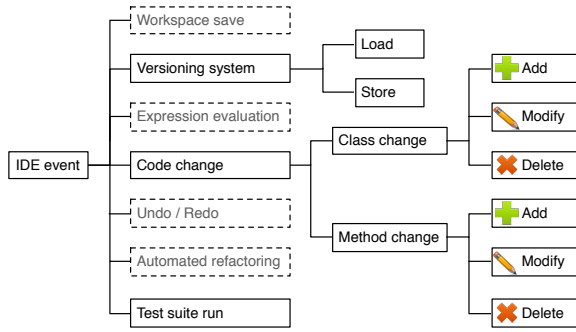 Workspace save
Versioning system
Load
Store
Expression evaluation
IDE event
Code change
Class change
Add
Modify
Delete
Undo / Redo
Method change
Add
Modify
Delete
Automated refactoring
Test suite run